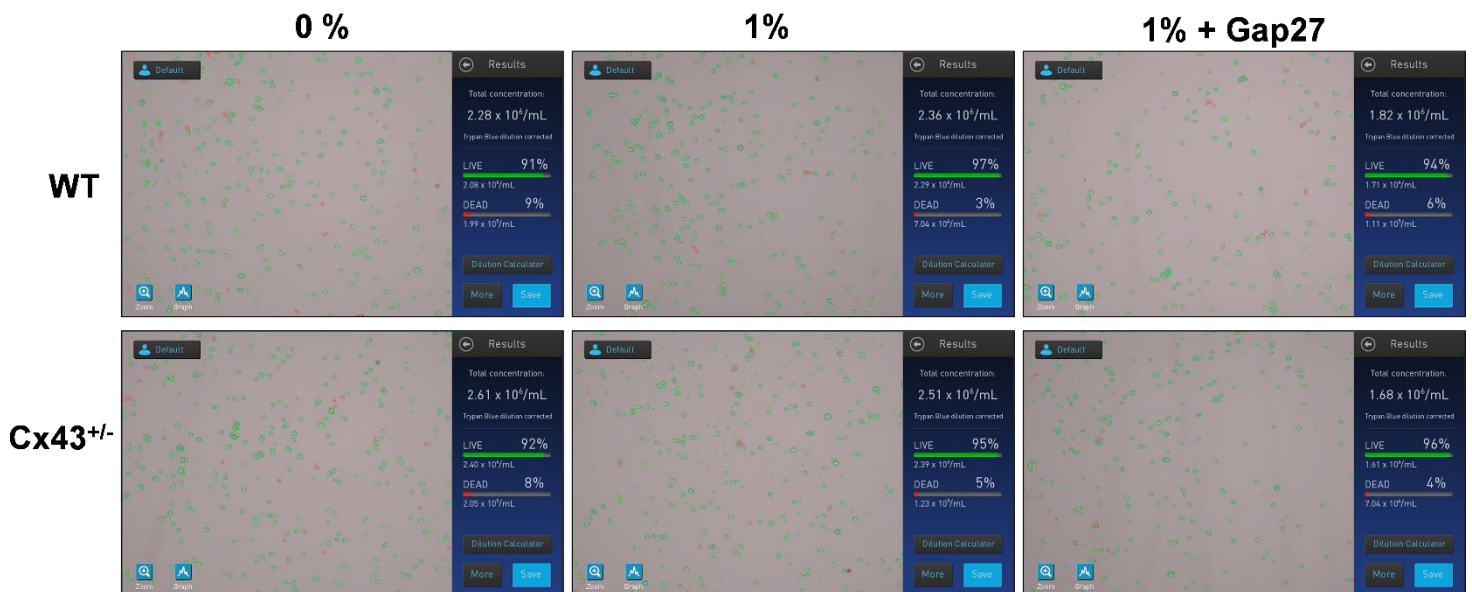 0 %
1%
1% + Gap27
WT
Default
Results
Total concentration:
2.28 x 10⁶/mL
Trypan Blue dilution corrected
LIVE 91%
2.08 x 10⁶/mL
DEAD 9%
1.99 x 10⁵/mL
Dilution Calculator
Zoom Graph
More Save
Default
Results
Total concentration:
2.36 x 10⁶/mL
Trypan Blue dilution corrected
LIVE 97%
2.29 x 10⁶/mL
DEAD 3%
7.04 x 10⁴/mL
Dilution Calculator
Zoom Graph
More Save
Default
Results
Total concentration:
1.82 x 10⁶/mL
Trypan Blue dilution corrected
LIVE 94%
1.71 x 10⁶/mL
DEAD 6%
1.11 x 10⁵/mL
Dilution Calculator
Zoom Graph
More Save
Cx43⁺/⁻
Default
Results
Total concentration:
2.61 x 10⁶/mL
Trypan Blue dilution corrected
LIVE 92%
2.40 x 10⁶/mL
DEAD 8%
2.05 x 10⁵/mL
Dilution Calculator
Zoom Graph
More Save
Default
Results
Total concentration:
2.51 x 10⁶/mL
Trypan Blue dilution corrected
LIVE 95%
2.39 x 10⁶/mL
DEAD 5%
1.23 x 10⁵/mL
Dilution Calculator
Zoom Graph
More Save
Default
Results
Total concentration:
1.68 x 10⁶/mL
Trypan Blue dilution corrected
LIVE 96%
1.61 x 10⁶/mL
DEAD 4%
7.04 x 10⁴/mL
Dilution Calculator
Zoom Graph
More Save